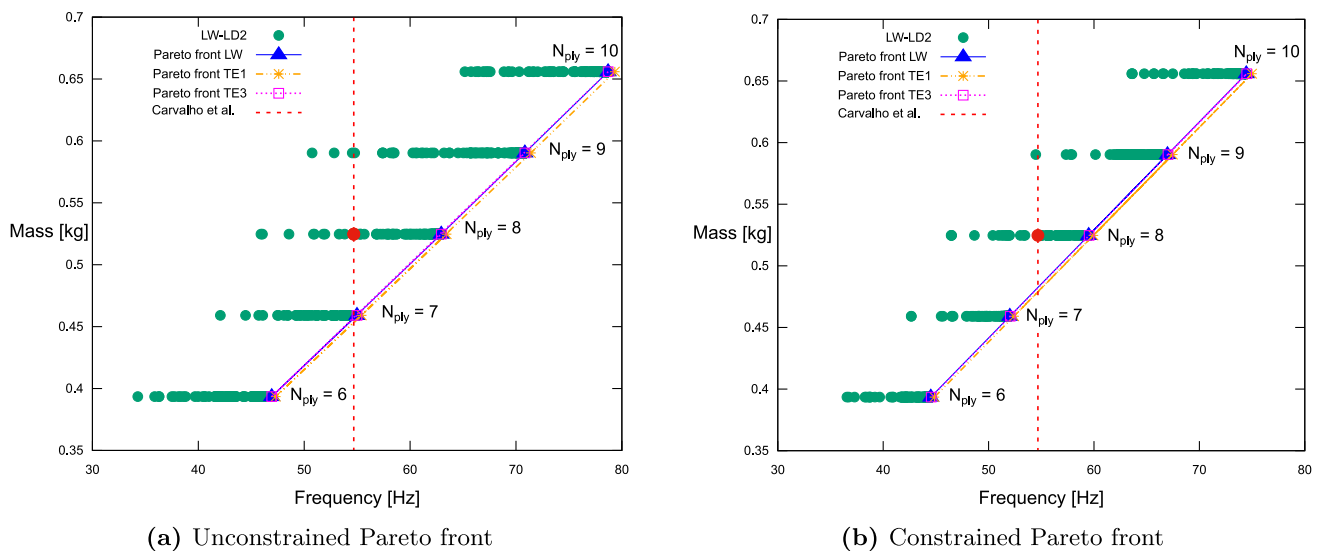 0.7
0.65
0.6
0.55
0.5
0.45
0.4
0.35
Mass [kg]
LW-LD2
Pareto front LW
Pareto front TE1
Pareto front TE3
Carvalho et al.
N_ply = 10
N_ply = 9
N_ply = 8
N_ply = 7
N_ply = 6
30 40 50 60 70 80
Frequency [Hz]
(a) Unconstrained Pareto front
0.7
0.65
0.6
0.55
0.5
0.45
0.4
0.35
Mass [kg]
LW-LD2
Pareto front LW
Pareto front TE1
Pareto front TE3
Carvalho et al.
N_ply = 10
N_ply = 9
N_ply = 8
N_ply = 7
N_ply = 6
30 40 50 60 70 80
Frequency [Hz]
(b) Constrained Pareto front